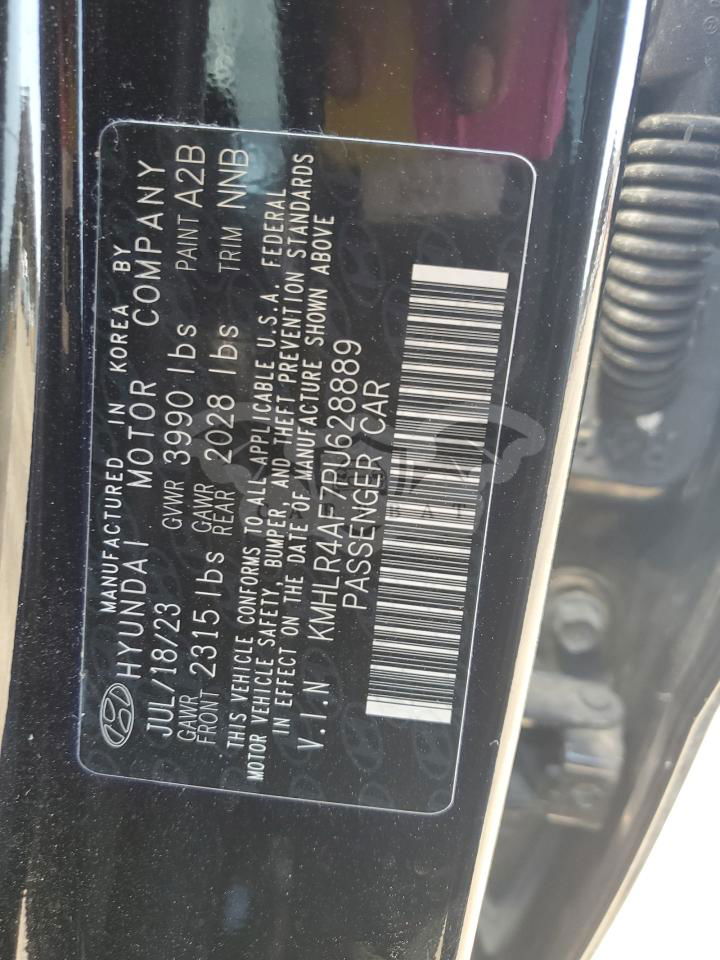 MANUFACTURED IN KOREA BY
HYUNDAI MOTOR COMPANY
JUL/18/23 GVWR 3990 lbs PAINT A2B
GAWR FRONT 2315 lbs GAWR REAR 2028 lbs TRIM NNB
THIS VEHICLE CONFORMS TO ALL APPLICABLE U.S.A. FEDERAL
MOTOR VEHICLE SAFETY, BUMPER, AND THEFT PREVENTION STANDARDS
IN EFFECT ON THE DATE OF MANUFACTURE SHOWN ABOVE
V.I.N KMHLR4AF7PU628889
PASSENGER CAR